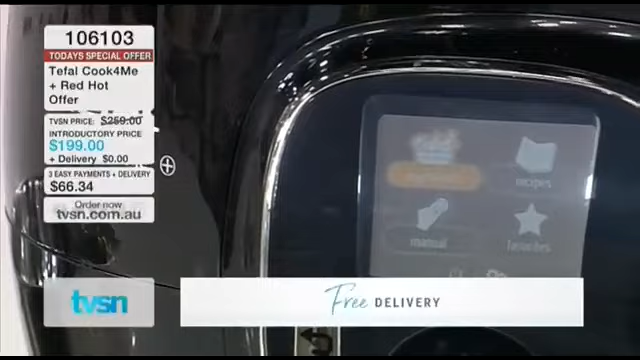 106103
TODAYS SPECIAL OFFER
Tefal Cook4Me
+ Red Hot
Offer
TVSN PRICE: $259.00
INTRODUCTORY PRICE
$199.00
+ Delivery $0.00
3 EASY PAYMENTS + DELIVERY
$66.34
Order now
tvsn.com.au
recipes
manual
favorites
tvsn
Free DELIVERY